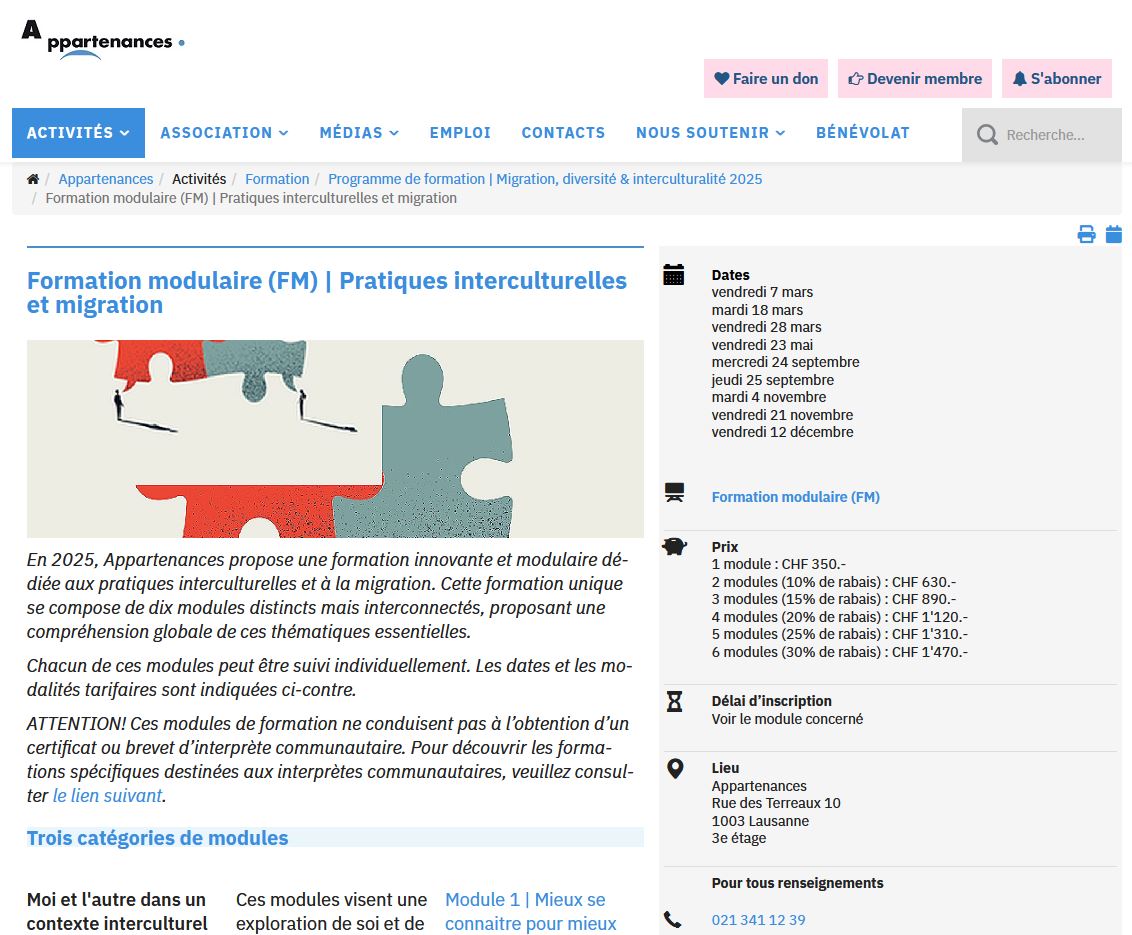 Appartenances
Faire un don
Devenir membre
S'abonner
ACTIVITÉS
ASSOCIATION
MÉDIAS
EMPLOI
CONTACTS
NOUS SOUTENIR
BÉNÉVOLAT
Recherche...
/ Appartenances / Activités / Formation / Programme de formation | Migration, diversité & interculturalité 2025
/ Formation modulaire (FM) | Pratiques interculturelles et migration
Formation modulaire (FM) | Pratiques interculturelles
et migration
En 2025, Appartenances propose une formation innovante et modulaire dé-
diée aux pratiques interculturelles et à la migration. Cette formation unique
se compose de dix modules distincts mais interconnectés, proposant une
compréhension globale de ces thématiques essentielles.
Chacun de ces modules peut être suivi individuellement. Les dates et les mo-
dalités tarifaires sont indiquées ci-contre.
ATTENTION! Ces modules de formation ne conduisent pas à l’obtention d’un
certificat ou brevet d’interprète communautaire. Pour découvrir les forma-
tions spécifiques destinées aux interprètes communautaires, veuillez consul-
ter le lien suivant.
Trois catégories de modules
Moi et l'autre dans un
contexte interculturel
Ces modules visent une
exploration de soi et de
Module 1 | Mieux se
connaitre pour mieux
Dates
vendredi 7 mars
mardi 18 mars
vendredi 28 mars
vendredi 23 mai
mercredi 24 septembre
jeudi 25 septembre
mardi 4 novembre
vendredi 21 novembre
vendredi 12 décembre
Formation modulaire (FM)
Prix
1 module : CHF 350.-
2 modules (10% de rabais) : CHF 630.-
3 modules (15% de rabais) : CHF 890.-
4 modules (20% de rabais) : CHF 1'120.-
5 modules (25% de rabais) : CHF 1'310.-
6 modules (30% de rabais) : CHF 1'470.-
Délai d’inscription
Voir le module concerné
Lieu
Appartenances
Rue des Terreaux 10
1003 Lausanne
3e étage
Pour tous renseignements
021 341 12 39